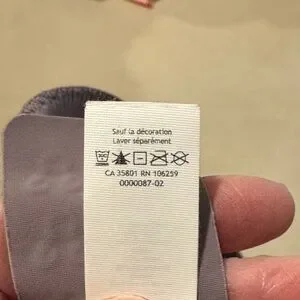 Sauf la décoration
Laver séparément
CA 35801 RN 106259
0000087-02